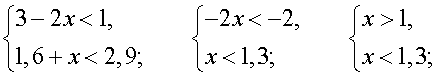 {3 − 2x < 1, {−2x < −2, {x > 1,
1,6 + x < 2,9; x < 1,3; x < 1,3;